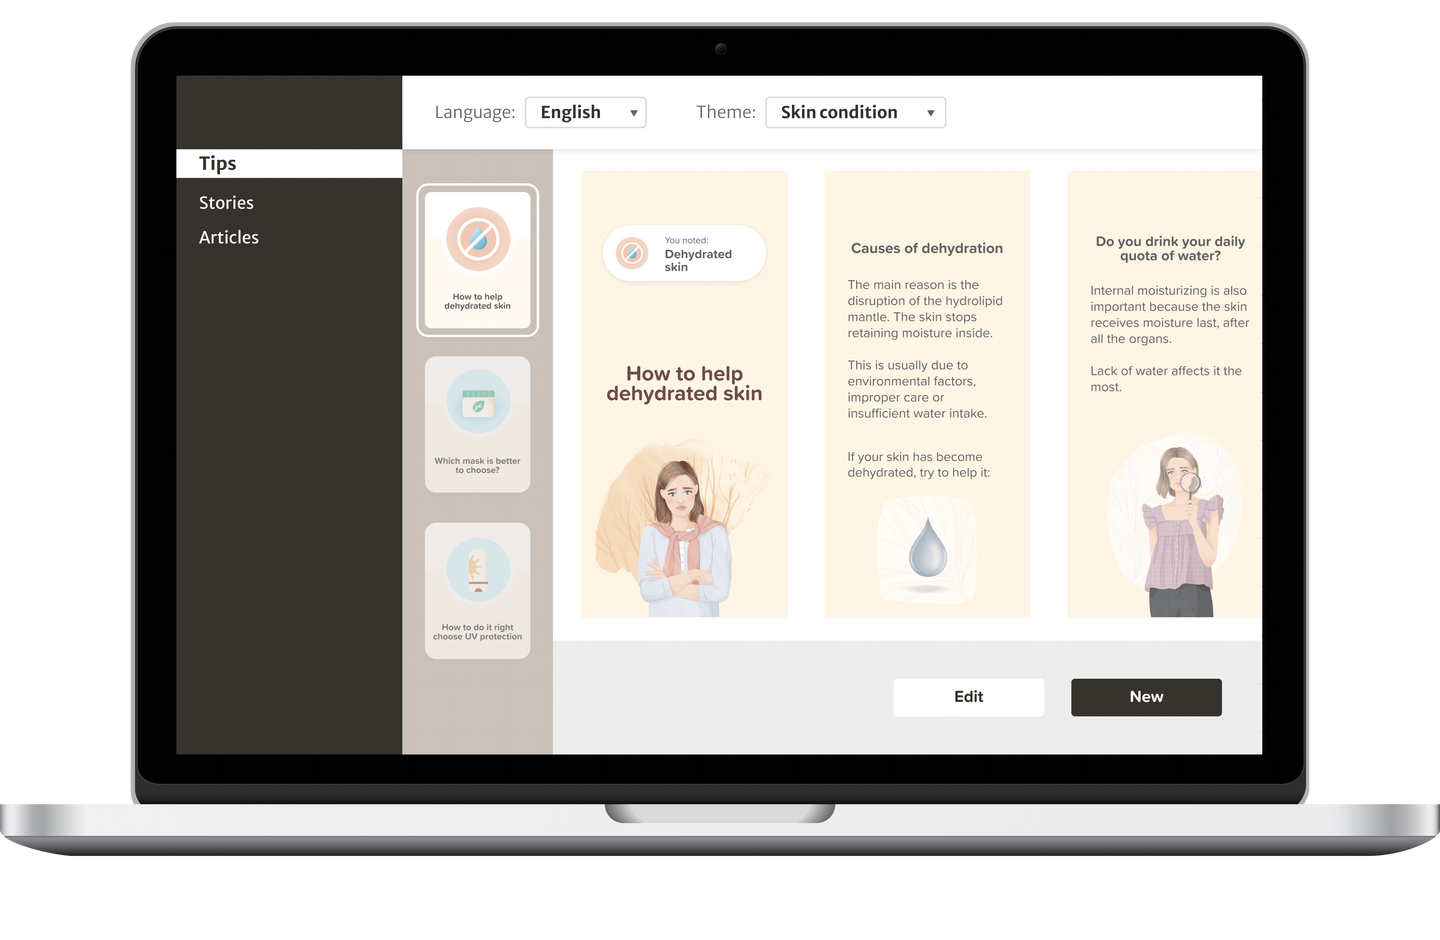 Language: English
Theme: Skin condition
Tips
Stories
Articles
How to help
dehydrated skin
Which mask is better
to choose?
How to do it right
choose UV protection
You noted:
Dehydrated
skin
How to help
dehydrated skin
Causes of dehydration
The main reason is the
disruption of the hydrolipid
mantle. The skin stops
retaining moisture inside.
This is usually due to
environmental factors,
improper care or
insufficient water intake.
If your skin has become
dehydrated, try to help it:
Do you drink your daily
quota of water?
Internal moisturizing is also
important because the skin
receives moisture last, after
all the organs.
Lack of water affects it the
most.
Edit
New